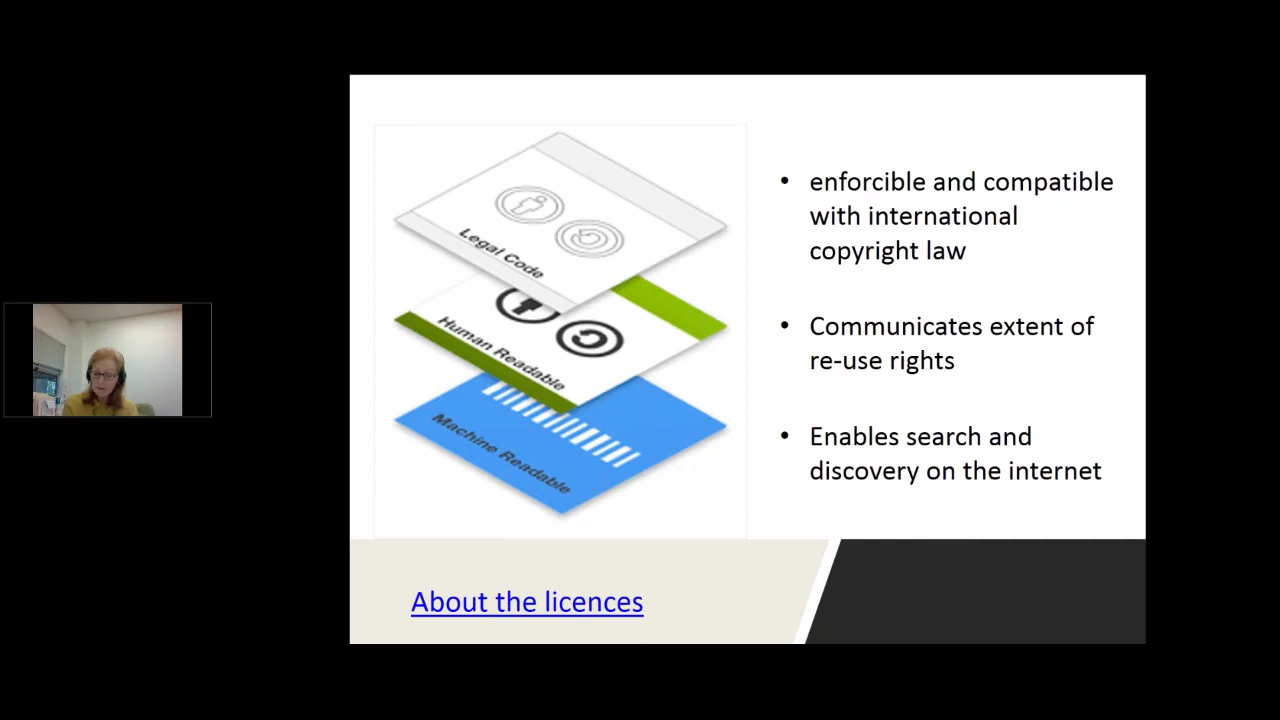 Legal Code
Human Readable
Machine Readable
• enforcible and compatible
with international
copyright law
• Communicates extent of
re-use rights
• Enables search and
discovery on the internet
About the licences